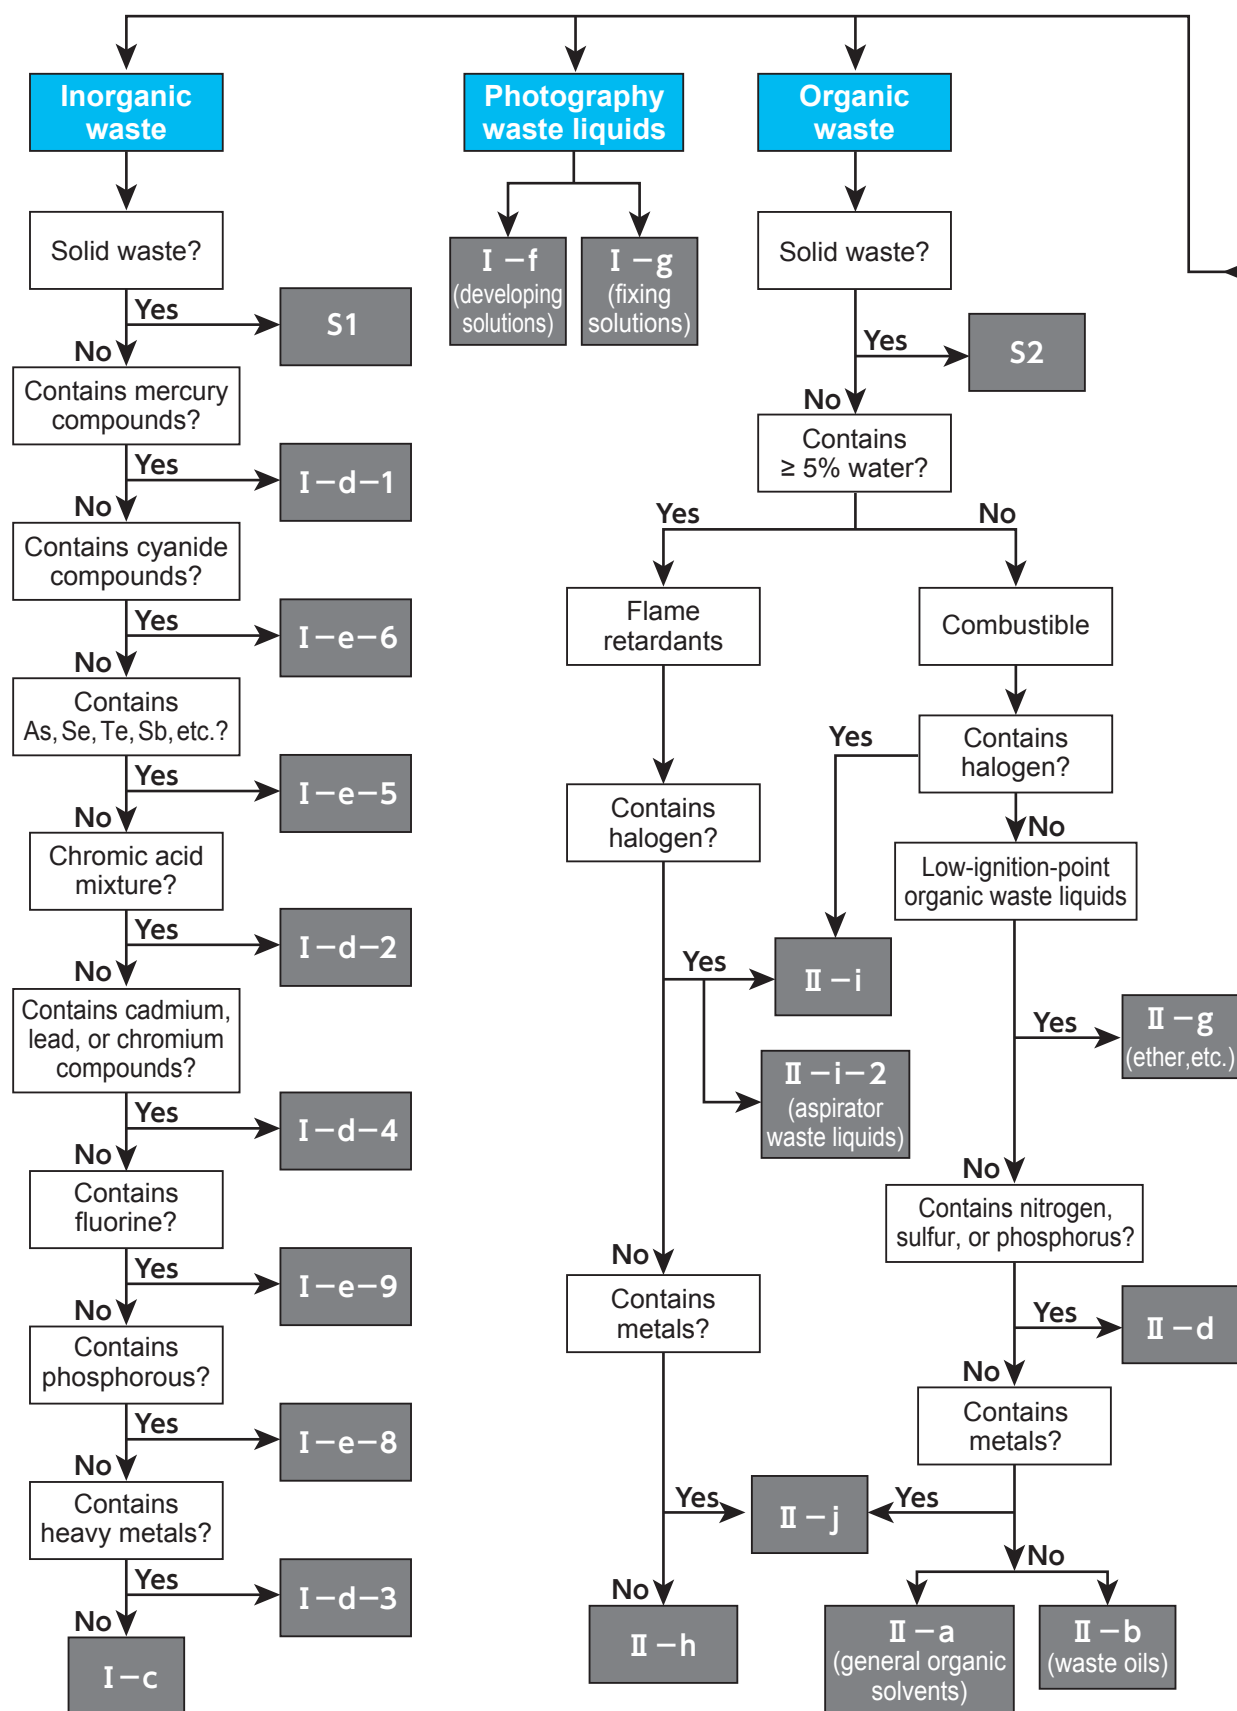 Inorganic
waste
Photography
waste liquids
Organic
waste
Solid waste?
Yes
S1
No
Contains mercury
compounds?
Yes
Ⅰ-d-1
No
Contains cyanide
compounds?
Yes
Ⅰ-e-6
No
Contains
As, Se, Te, Sb, etc.?
Yes
Ⅰ-e-5
No
Chromic acid
mixture?
Yes
Ⅰ-d-2
No
Contains cadmium,
lead, or chromium
compounds?
Yes
Ⅰ-d-4
No
Contains
fluorine?
Yes
Ⅰ-e-9
No
Contains
phosphorous?
Yes
Ⅰ-e-8
No
Contains
heavy metals?
Yes
Ⅰ-d-3
No
Ⅰ-c
Ⅰ-f
(developing
solutions)
Ⅰ-g
(fixing
solutions)
Solid waste?
Yes
S2
No
Contains
≥ 5% water?
Yes
No
Flame
retardants
Combustible
Contains
halogen?
Yes
No
Contains
halogen?
Low-ignition-point
organic waste liquids
Yes
Ⅱ-i
Ⅱ-i-2
(aspirator
waste liquids)
Yes
Ⅱ-g
(ether,etc.)
No
Contains nitrogen,
sulfur, or phosphorus?
No
Contains
metals?
Yes
Ⅱ-d
No
Contains
metals?
Yes
Ⅱ-j
Yes
No
No
Ⅱ-h
Ⅱ-a
(general organic
solvents)
Ⅱ-b
(waste oils)